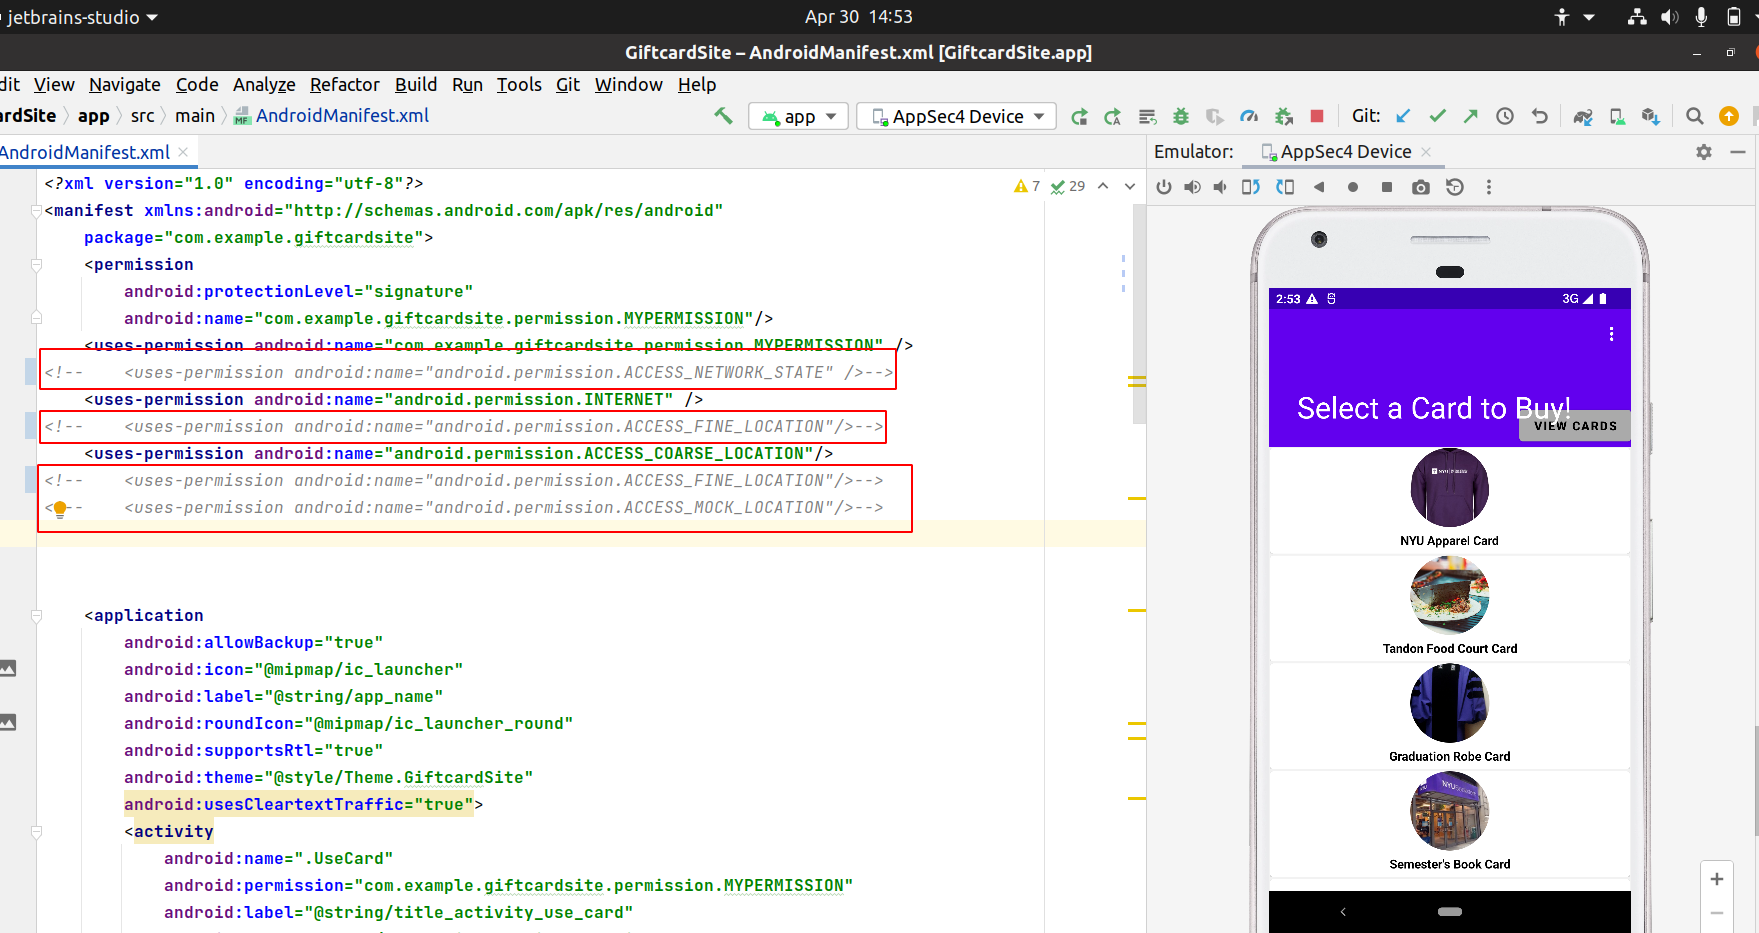 jetbrains-studio
Apr 30 14:53
GiftcardSite – AndroidManifest.xml [GiftcardSite.app]
dit View Navigate Code Analyze Refactor Build Run Tools Git Window Help
ardSite app src main AndroidManifest.xml
app
AppSec4 Device
Git:
AndroidManifest.xml
Emulator: AppSec4 Device
<?xml version="1.0" encoding="utf-8"?>
7 29
<manifest xmlns:android="http://schemas.android.com/apk/res/android"
package="com.example.giftcardsite">
<permission
android:protectionLevel="signature"
android:name="com.example.giftcardsite.permission.MYPERMISSION"/>
<uses-permission android:name="com.example.giftcardsite.permission.MYPERMISSION" />
<!--    <uses-permission android:name="android.permission.ACCESS_NETWORK_STATE" />-->
<uses-permission android:name="android.permission.INTERNET" />
<!--    <uses-permission android:name="android.permission.ACCESS_FINE_LOCATION"/>-->
<uses-permission android:name="android.permission.ACCESS_COARSE_LOCATION"/>
<!--    <uses-permission android:name="android.permission.ACCESS_FINE_LOCATION"/>-->
<!--    <uses-permission android:name="android.permission.ACCESS_MOCK_LOCATION"/>-->
<application
android:allowBackup="true"
android:icon="@mipmap/ic_launcher"
android:label="@string/app_name"
android:roundIcon="@mipmap/ic_launcher_round"
android:supportsRtl="true"
android:theme="@style/Theme.GiftcardSite"
android:usesCleartextTraffic="true">
<activity
android:name=".UseCard"
android:permission="com.example.giftcardsite.permission.MYPERMISSION"
android:label="@string/title_activity_use_card"
2:53
3G
Select a Card to Buy!
VIEW CARDS
NYU Apparel Card
Tandon Food Court Card
Graduation Robe Card
Semester's Book Card